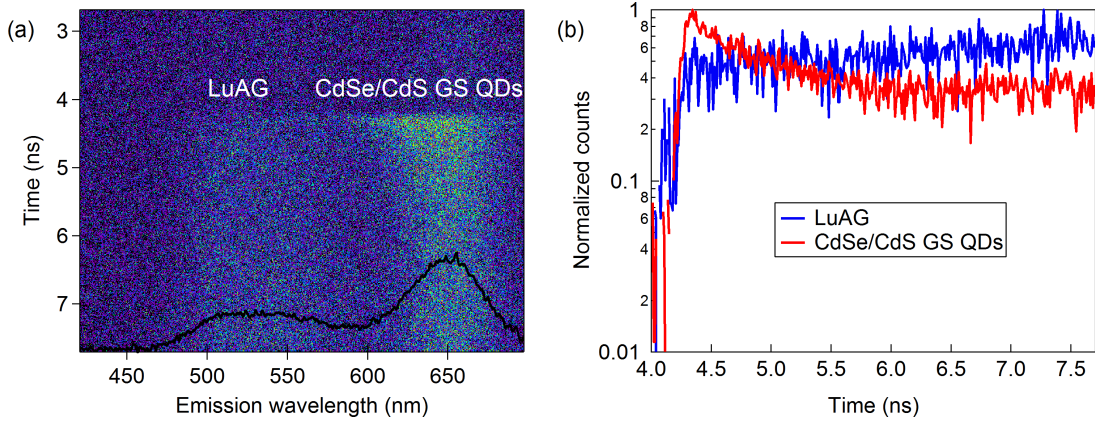 (a)
3
4
5
6
7
Time (ns)
LuAG CdSe/CdS GS QDs
450 500 550 600 650
Emission wavelength (nm)
(b)
1
8
6
4
2
0.1
8
6
4
2
0.01
Normalized counts
LuAG
CdSe/CdS GS QDs
4.0 4.5 5.0 5.5 6.0 6.5 7.0 7.5
Time (ns)